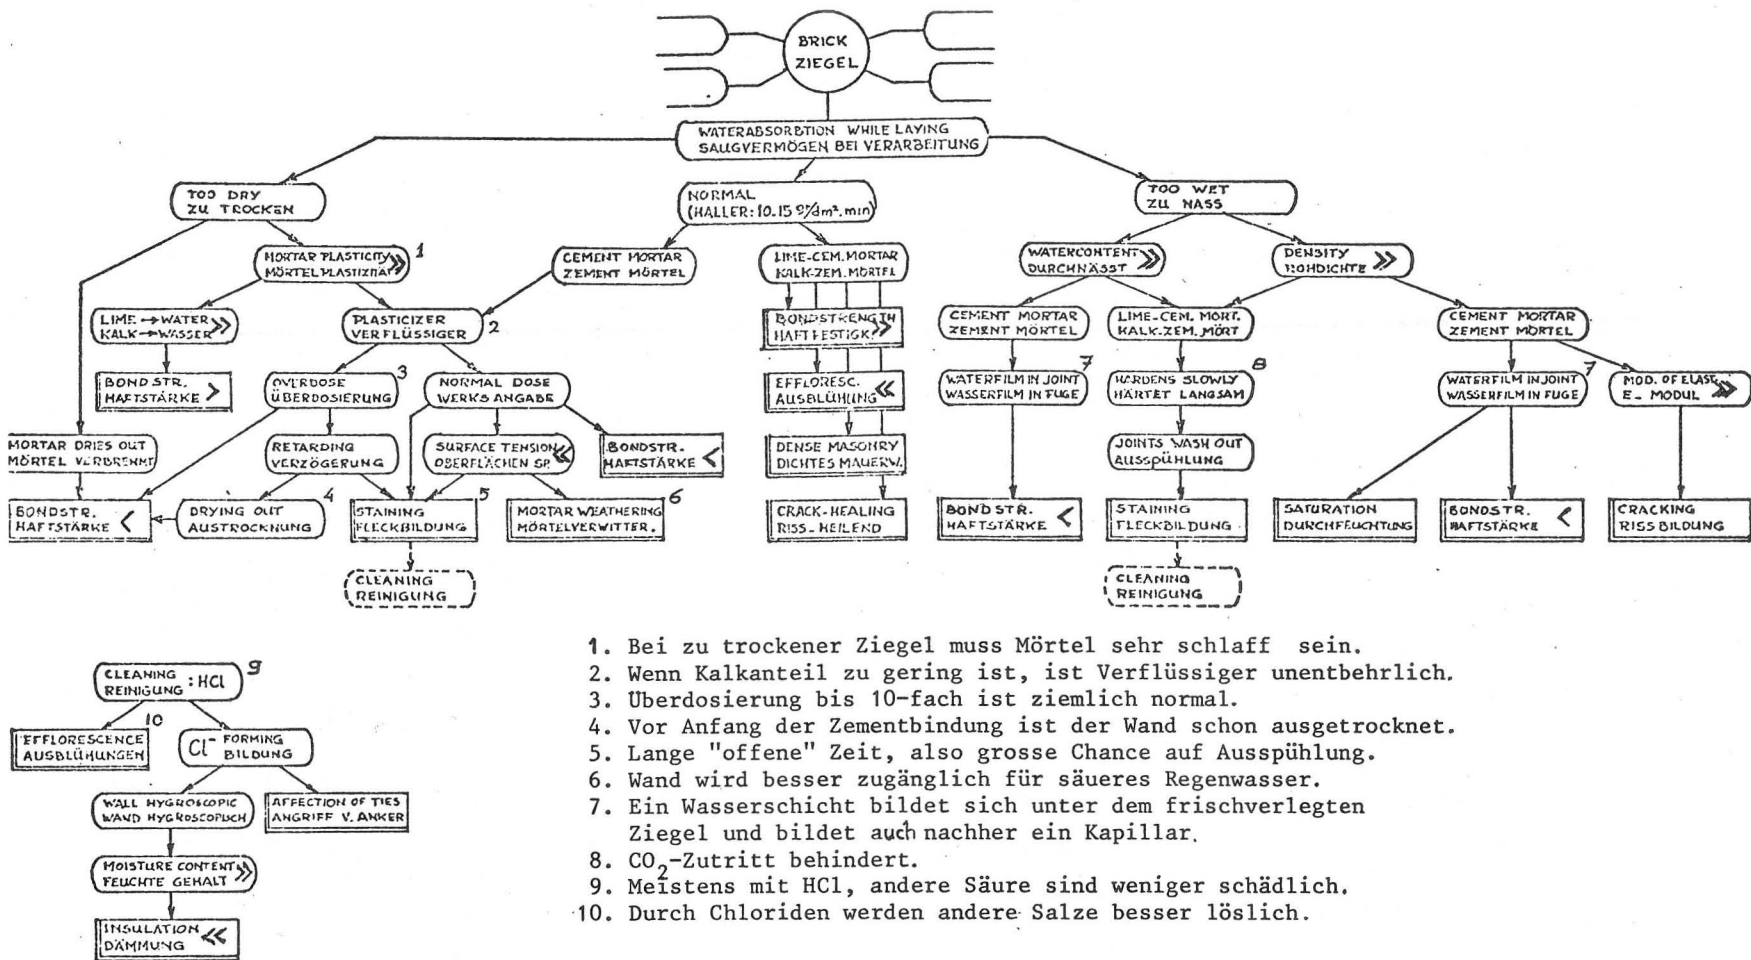 BRICK
ZIEGEL
WATERABSORBTION WHILE LAYING
SAUGVERMÖGEN BEI VERARBEITUNG
TOO DRY
ZU TROCKEN
NORMAL
(HALLER: 10-15 gr/dm².min)
TOO WET
ZU NASS
MORTAR PLASTICITY
MÖRTEL PLASTIZITÄT >>
1
CEMENT MORTAR
ZEMENT MÖRTEL
LIME-CEM. MORTAR
KALK-ZEM. MÖRTEL
WATERCONTENT
DURCHNÄSST >>
DENSITY
ROHDICHTE >>
LIME → WATER
KALK → WASSER >>
PLASTICIZER
VERFLÜSSIGER
2
BONDSTRENGTH
HAFTFESTIGK. >>
CEMENT MORTAR
ZEMENT MÖRTEL
LIME-CEM. MÖRT.
KALK-ZEM. MÖRT
CEMENT MORTAR
ZEMENT MÖRTEL
BOND STR.
HAFTSTÄRKE >
OVERDOSE
ÜBERDOSIERUNG
3
NORMAL DOSE
WERKS ANGABE
EFFLORESC.
AUSBLÜHUNG <<
WATERFILM IN JOINT
WASSERFILM IN FUGE
7
HARDENS SLOWLY
HÄRTET LANGSAM
8
WATERFILM IN JOINT
WASSERFILM IN FUGE
7
MOD. OF ELAST.
E- MODUL >>
MORTAR DRIES OUT
MÖRTEL VERBRENNT
RETARDING
VERZÖGERUNG
SURFACE TENSION
OBERFLÄCHEN SP. <<
BONDSTR.
HAFTSTÄRKE <
DENSE MASONRY
DICHTES MAUERW.
JOINTS WASH OUT
AUSSPÜHLUNG
BONDSTR.
HAFTSTÄRKE <
DRYING OUT
AUSTROCKNUNG
4
STAINING
FLECKBILDUNG
5
MORTAR WEATHERING
MÖRTELVERWITTER.
6
CRACK-HEALING
RISS-HEILEND
BOND STR.
HAFTSTÄRKE <
STAINING
FLECKBILDUNG
SATURATION
DURCHFEUCHTUNG
BONDSTR.
HAFTSTÄRKE <
CRACKING
RISSBILDUNG
CLEANING
REINIGUNG
CLEANING
REINIGUNG
CLEANING
REINIGUNG : HCl
9
EFFLORESCENCE
AUSBLÜHUNGEN
10
Cl⁻ FORMING
BILDUNG
WALL HYGROSCOPIC
WAND HYGROSCOPISCH
AFFECTION OF TIES
ANGRIFF V. ANKER
MOISTURE CONTENT
FEUCHTE GEHALT >>
INSULATION
DÄMMUNG <<
1. Bei zu trockener Ziegel muss Mörtel sehr schlaff sein.
2. Wenn Kalkanteil zu gering ist, ist Verflüssiger unentbehrlich.
3. Uberdosierung bis 10-fach ist ziemlich normal.
4. Vor Anfang der Zementbindung ist der Wand schon ausgetrocknet.
5. Lange "offene" Zeit, also grosse Chance auf Ausspühlung.
6. Wand wird besser zugänglich für säueres Regenwasser.
7. Ein Wasserschicht bildet sich unter dem frischverlegten
Ziegel und bildet auch nachher ein Kapillar.
8. CO₂-Zutritt behindert.
9. Meistens mit HCl, andere Säure sind weniger schädlich.
10. Durch Chloriden werden andere Salze besser löslich.